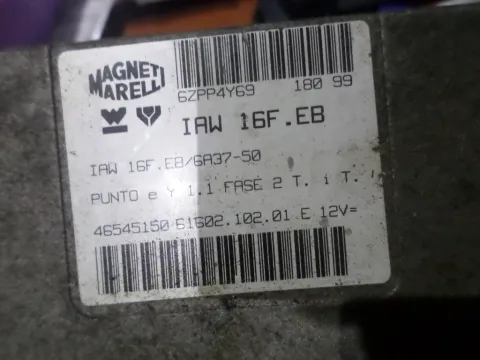 MAGNETI
MARELLI
6ZPP4Y69 180 99
IAW 16F.EB
IAW 16F.EB/GA37-50
PUNTO e Y 1.1 FASE 2 T. i T.
46545150 61602.102.01 E 12V=